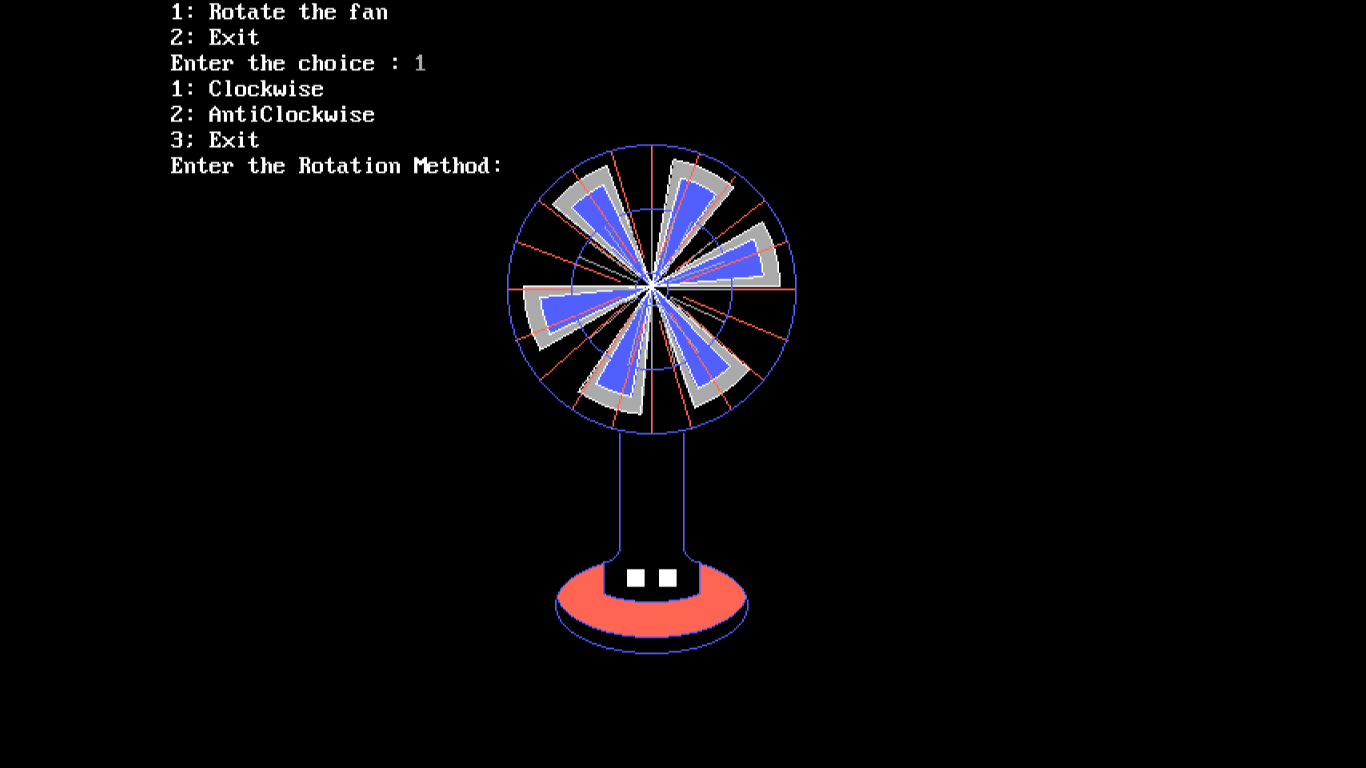 1: Rotate the fan
2: Exit
Enter the choice : 1
1: Clockwise
2: AntiClockwise
3; Exit
Enter the Rotation Method: